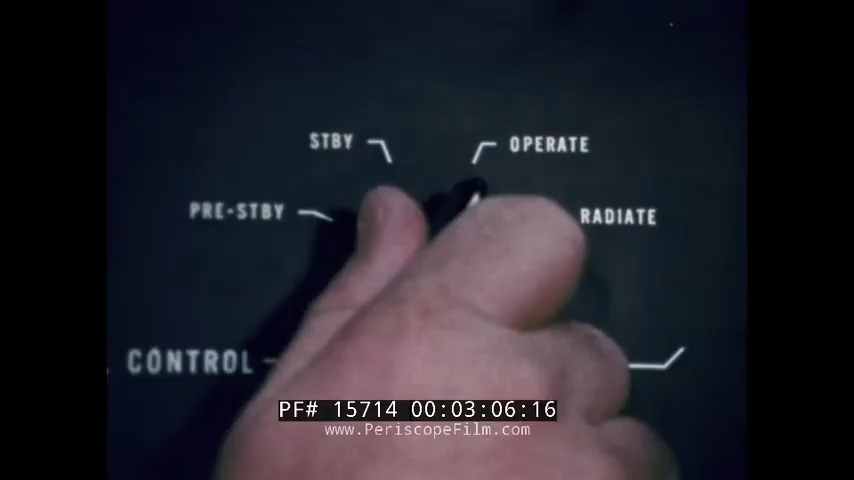 STBY
OPERATE
PRE-STBY
RADIATE
CONTROL
PF# 15714 00:03:06:16
www.PeriscopeFilm.com